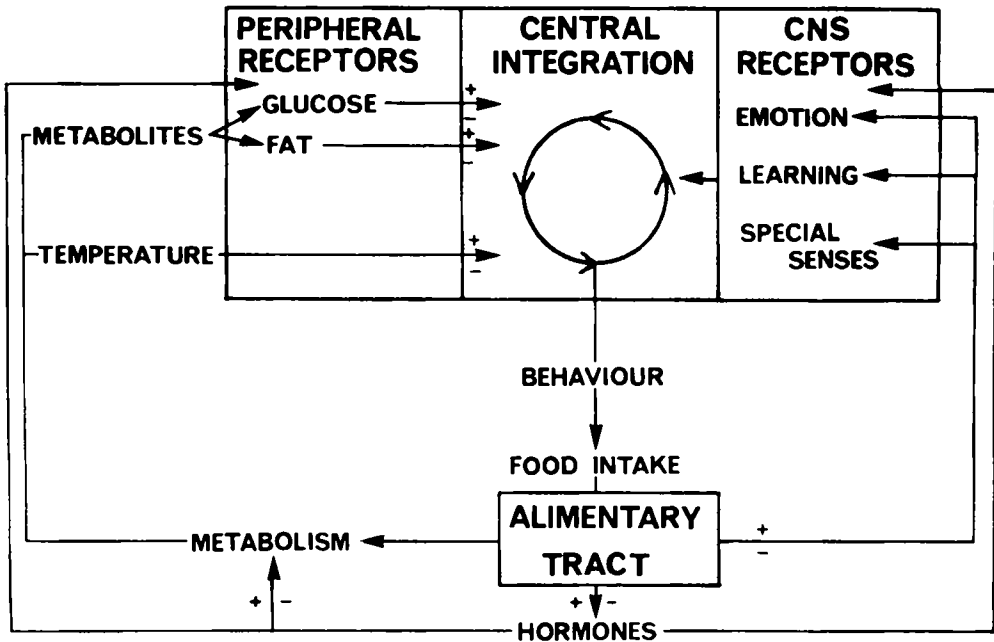 PERIPHERAL
RECEPTORS
CENTRAL
INTEGRATION
CNS
RECEPTORS
+
GLUCOSE
−
METABOLITES
+
FAT
−
EMOTION
LEARNING
SPECIAL
SENSES
+
TEMPERATURE
−
BEHAVIOUR
FOOD INTAKE
ALIMENTARY
TRACT
+
−
METABOLISM
+ −
+ −
HORMONES